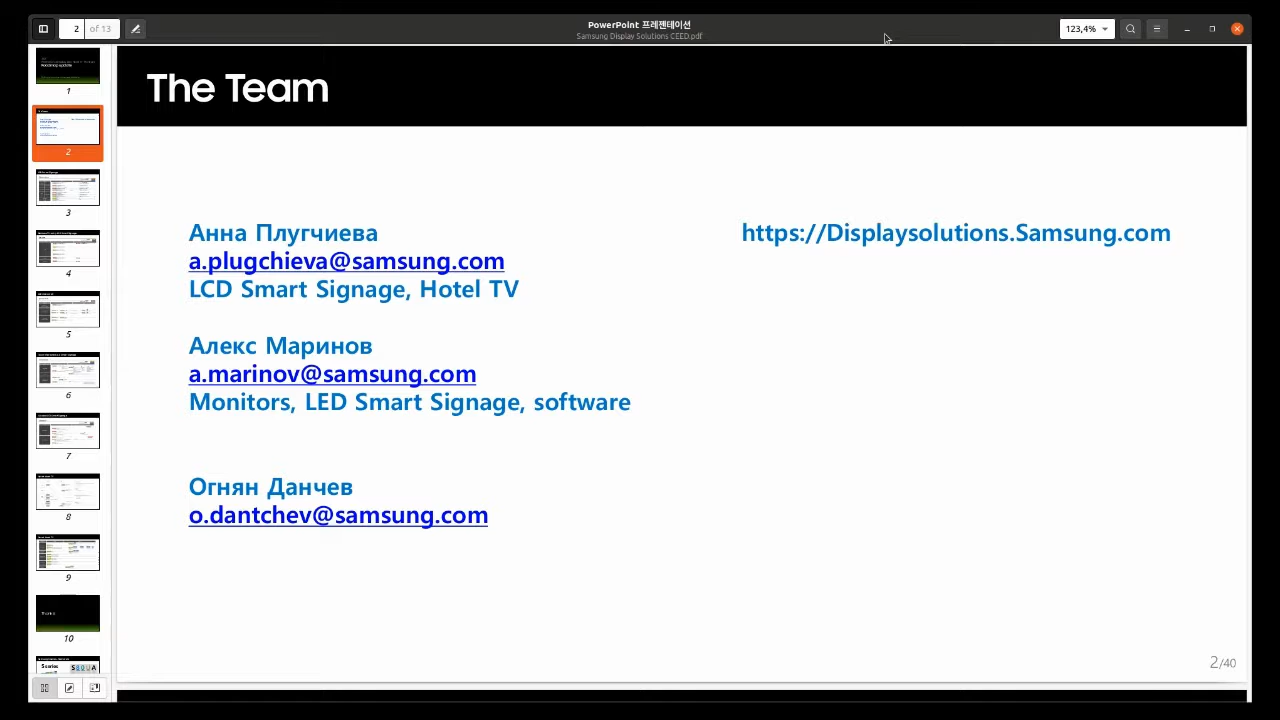 2 of 13
PowerPoint 프레젠테이션
Samsung Display Solutions CEED.pdf
123,4%
The Team
Анна Плугчиева
a.plugchieva@samsung.com
LCD Smart Signage, Hotel TV
https://Displaysolutions.Samsung.com
Алекс Маринов
a.marinov@samsung.com
Monitors, LED Smart Signage, software
Огнян Данчев
o.dantchev@samsung.com
2/40
1
2
3
4
5
6
7
8
9
10